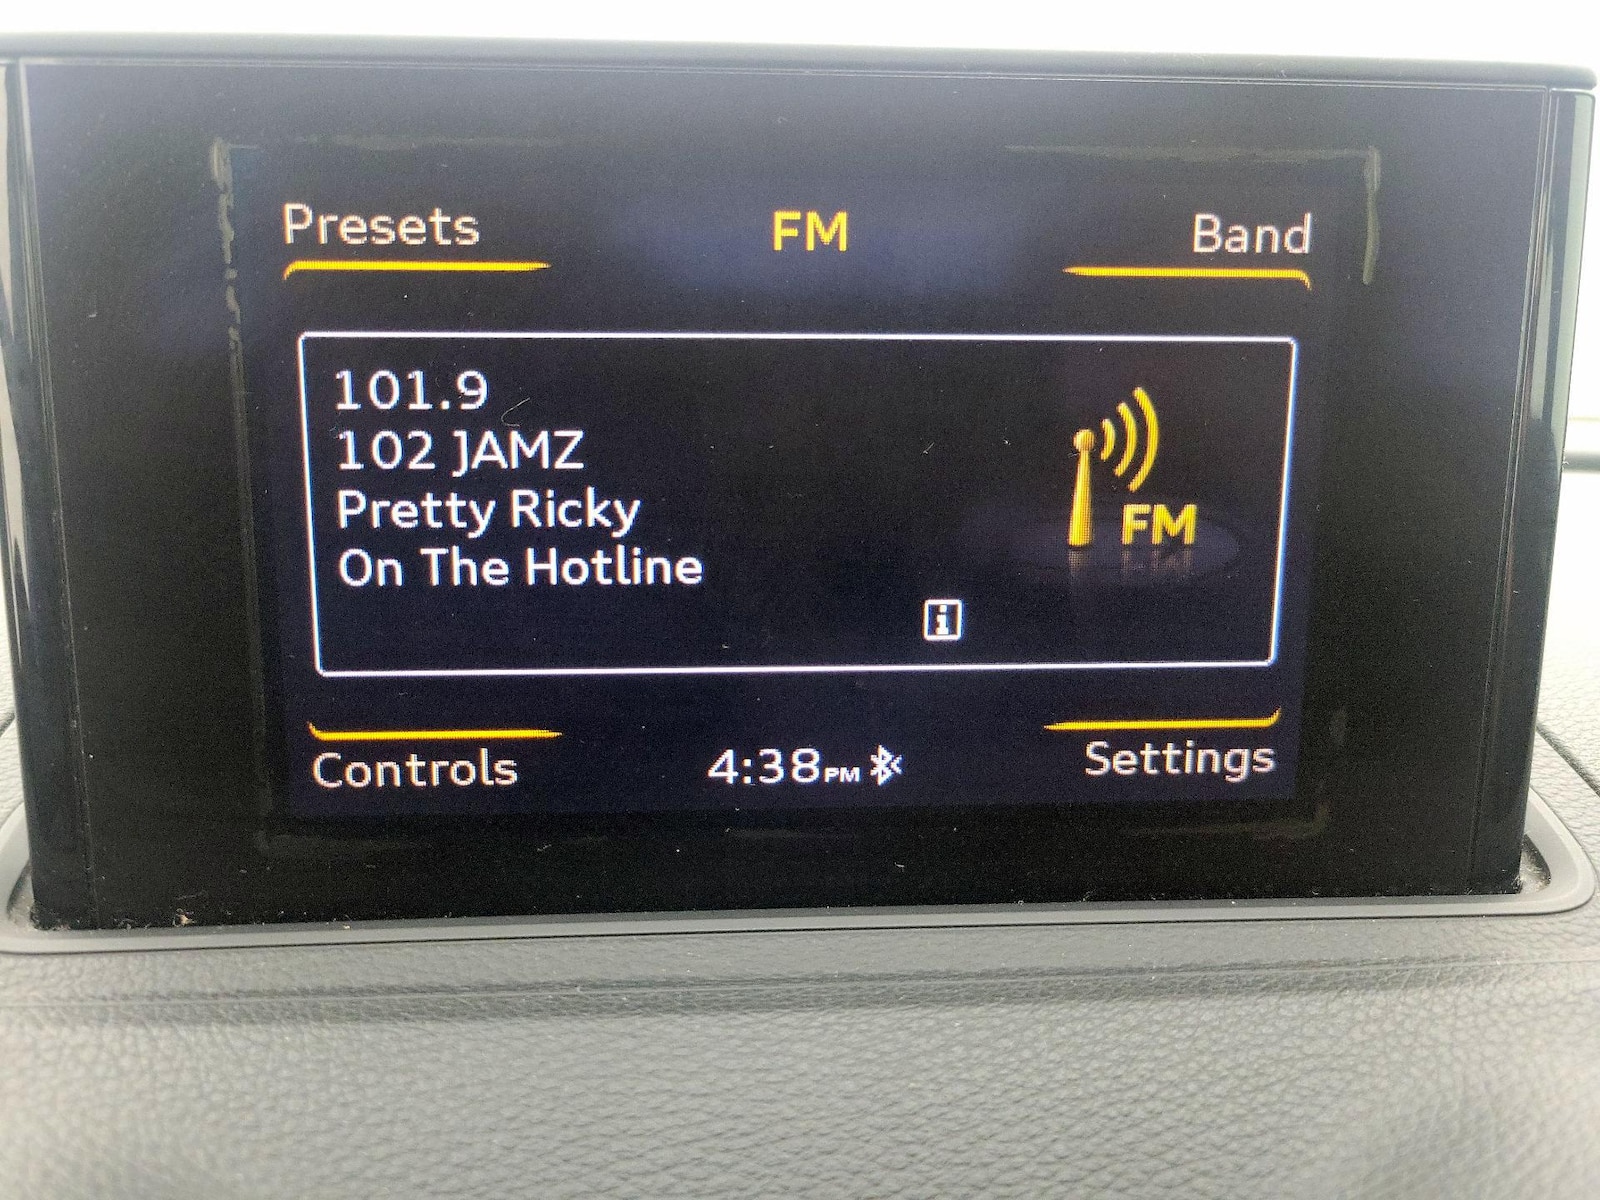 Presets
FM
Band
101.9
102 JAMZ
Pretty Ricky
On The Hotline
FM
i
Controls
4:38PM
Settings